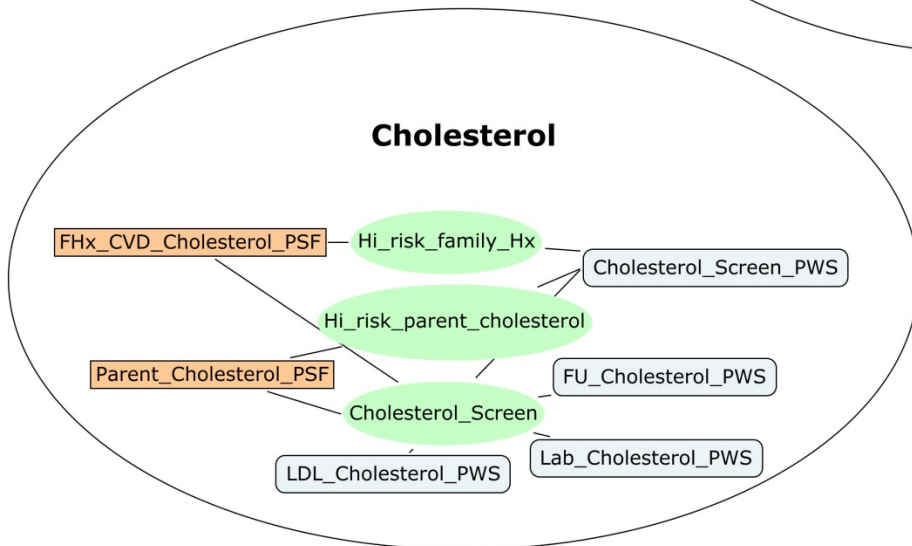 Cholesterol
FHx_CVD_Cholesterol_PSF
Hi_risk_family_Hx
Cholesterol_Screen_PWS
Hi_risk_parent_cholesterol
Parent_Cholesterol_PSF
FU_Cholesterol_PWS
Cholesterol_Screen
Lab_Cholesterol_PWS
LDL_Cholesterol_PWS